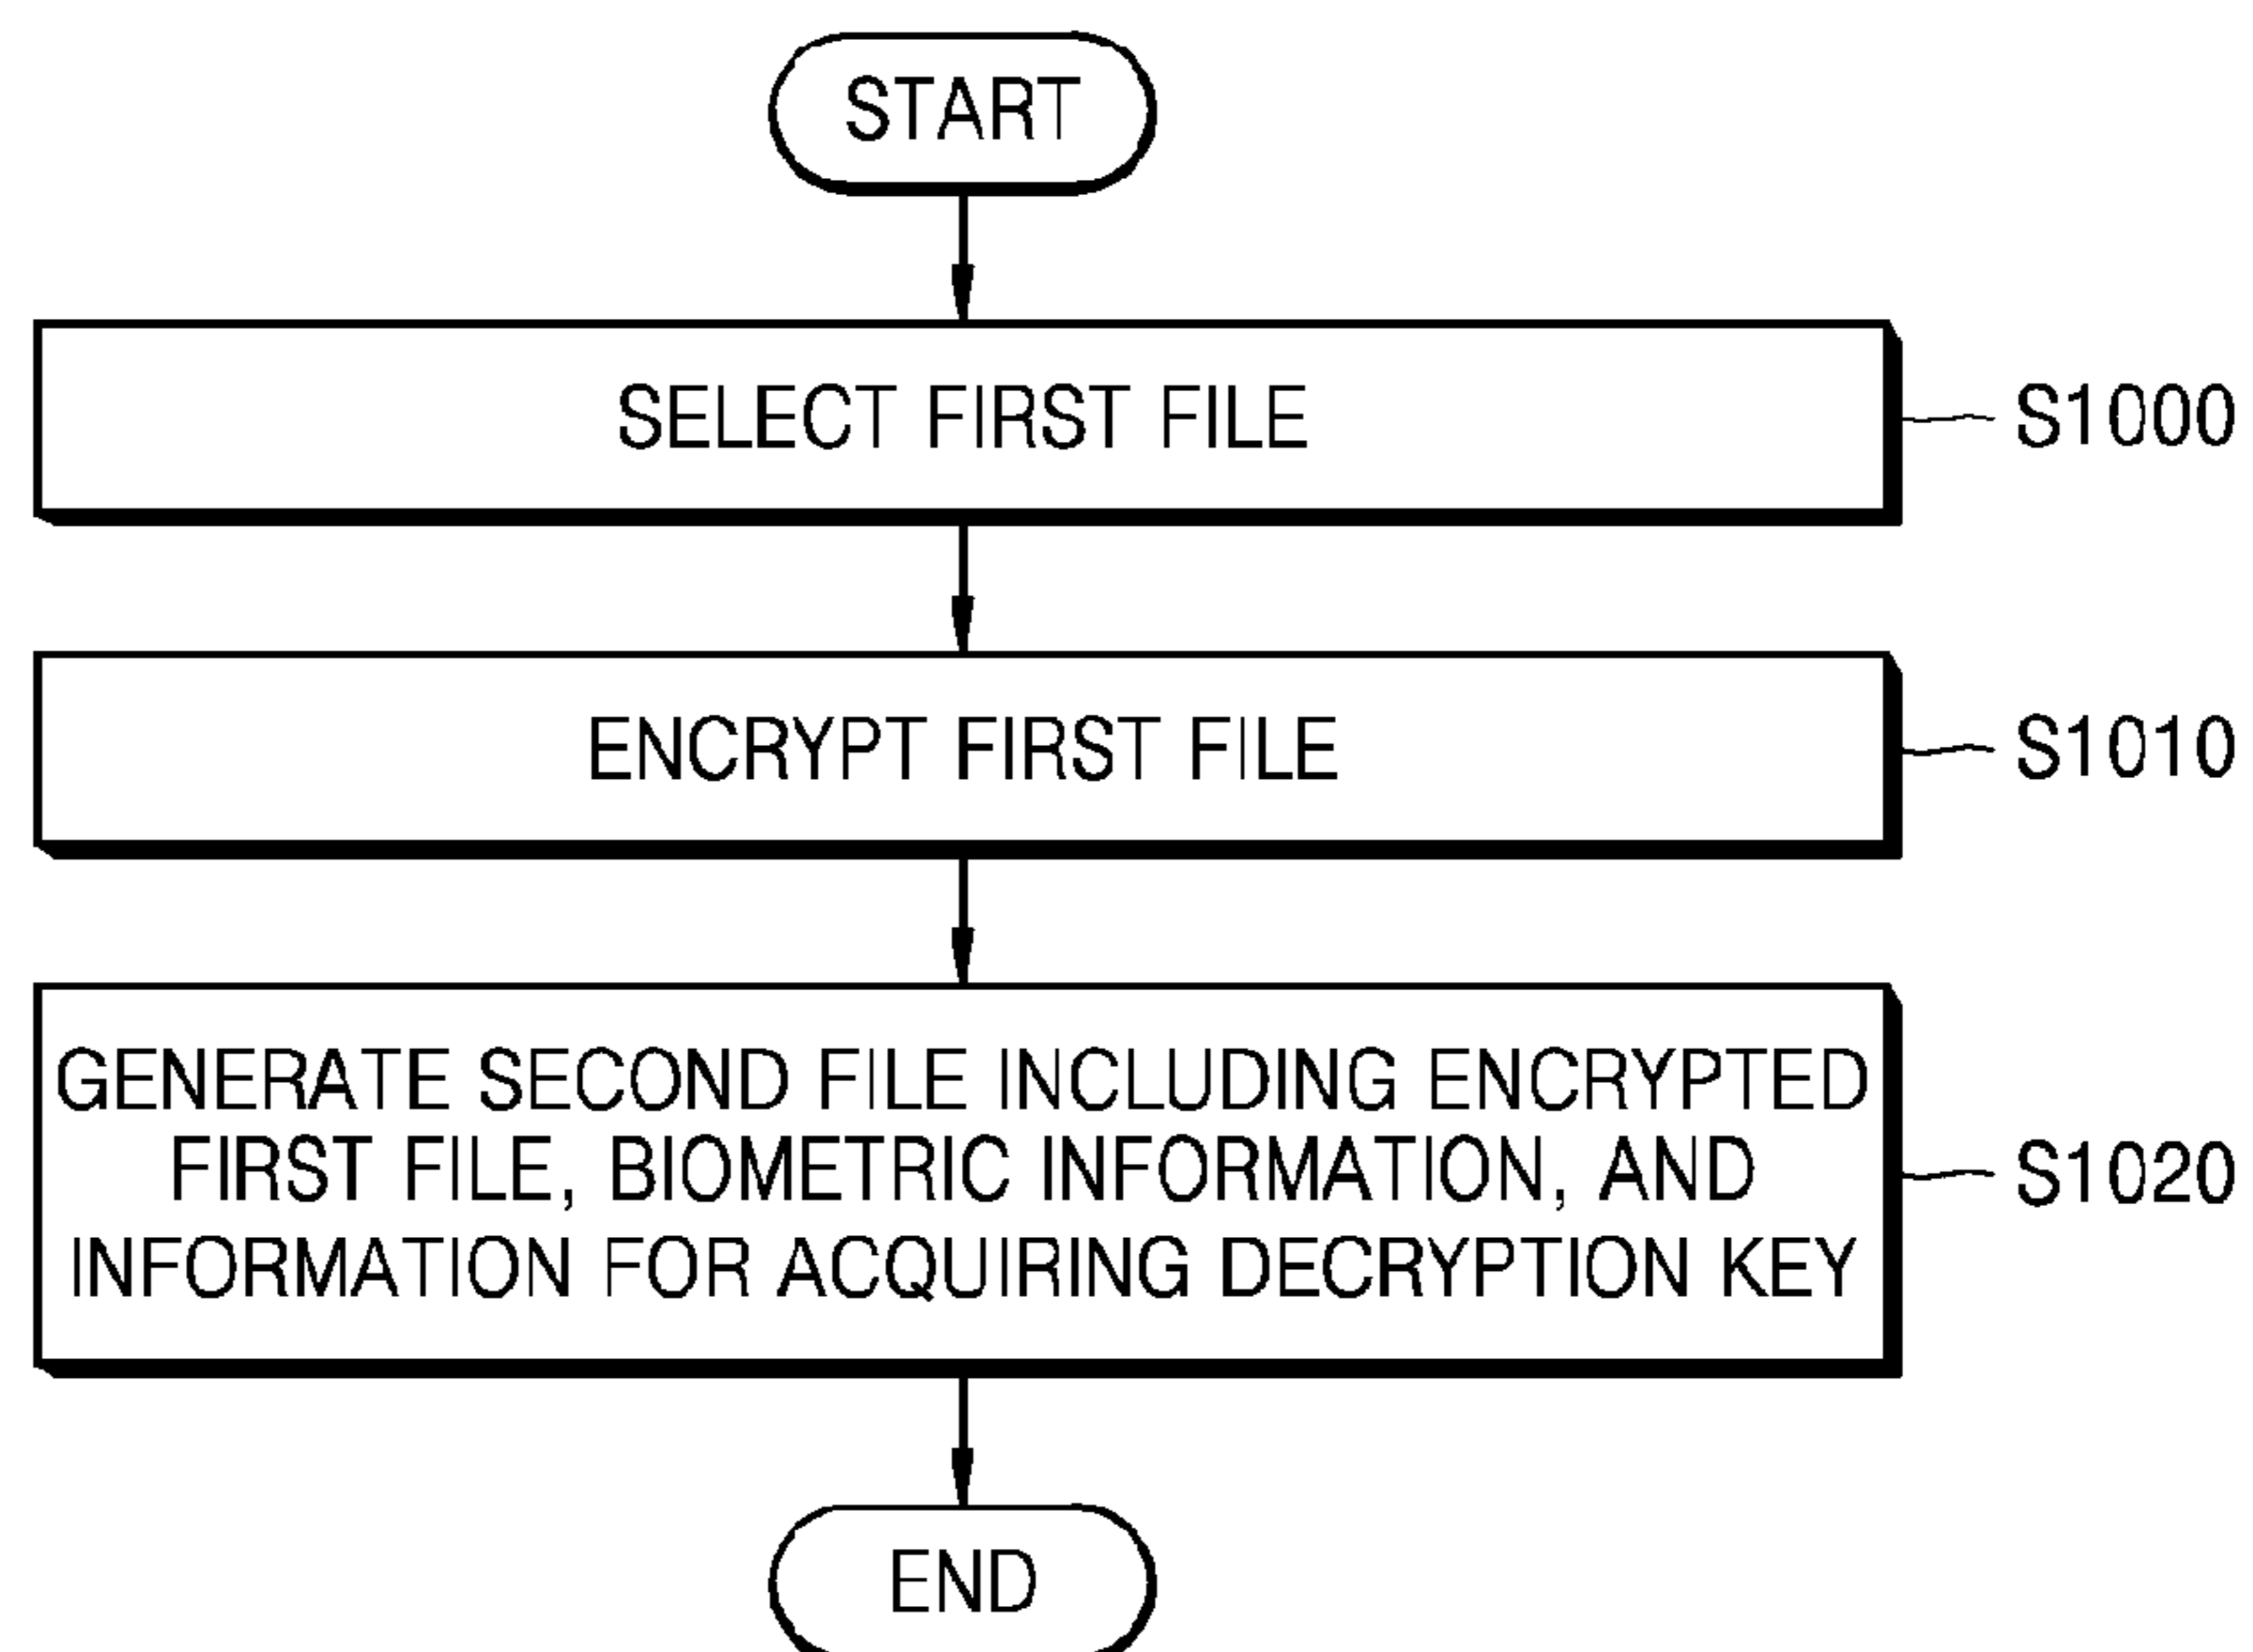 START
SELECT FIRST FILE
S1000
ENCRYPT FIRST FILE
S1010
GENERATE SECOND FILE INCLUDING ENCRYPTED
FIRST FILE, BIOMETRIC INFORMATION, AND
INFORMATION FOR ACQUIRING DECRYPTION KEY
S1020
END